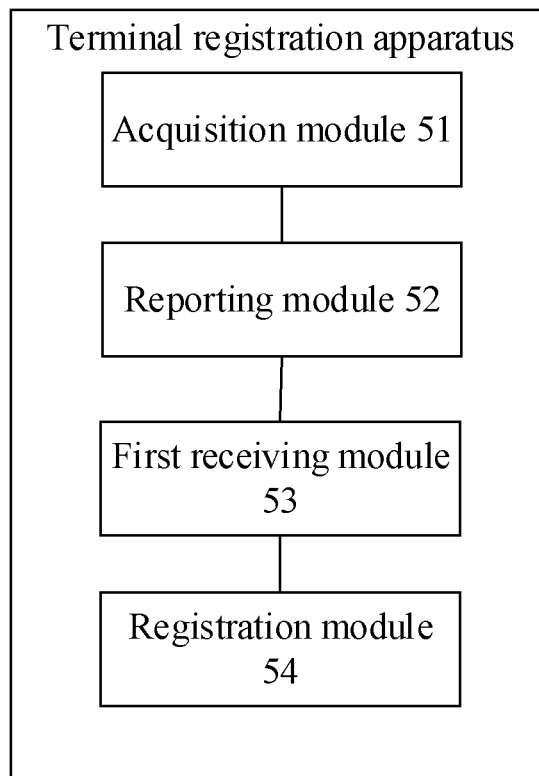 Terminal registration apparatus
Acquisition module 51
Reporting module 52
First receiving module
53
Registration module
54